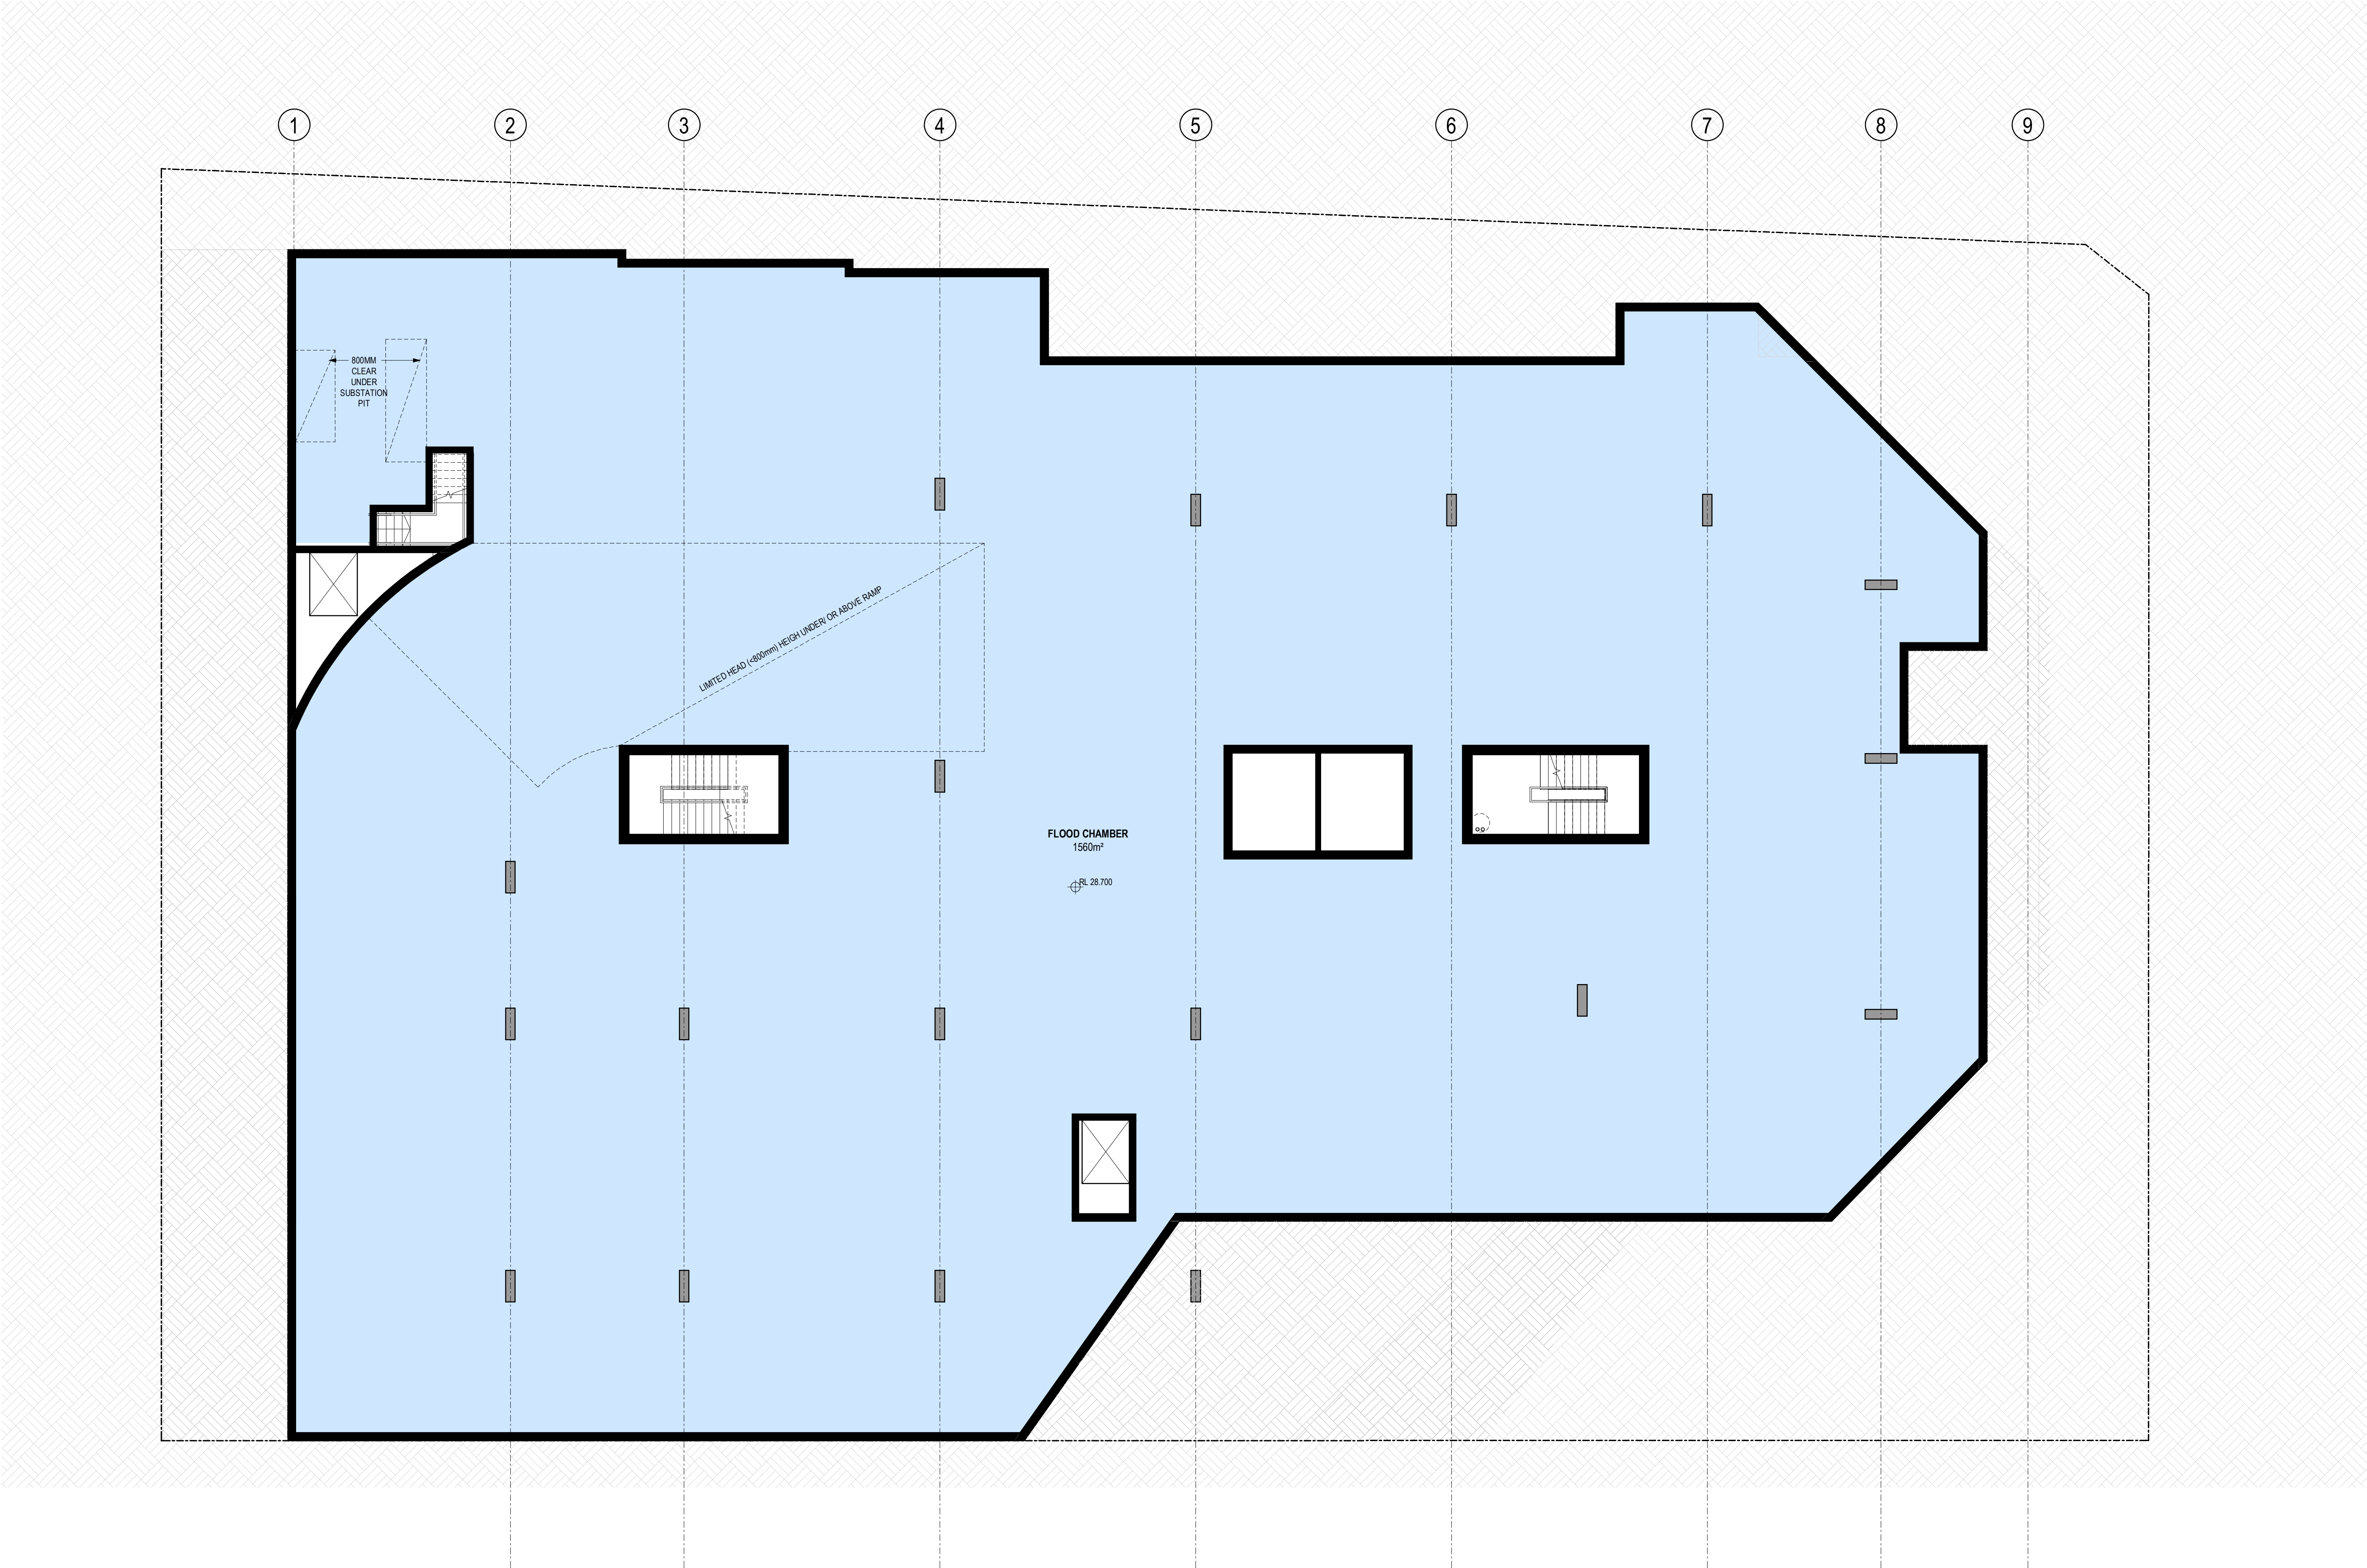 1
2
3
4
5
6
7
8
9
800MM
CLEAR
UNDER
SUBSTATION
PIT
LIMITED HEAD (<800mm) HEIGH UNDER/ OR ABOVE RAMP
FLOOD CHAMBER
1560m²
RL 28.700